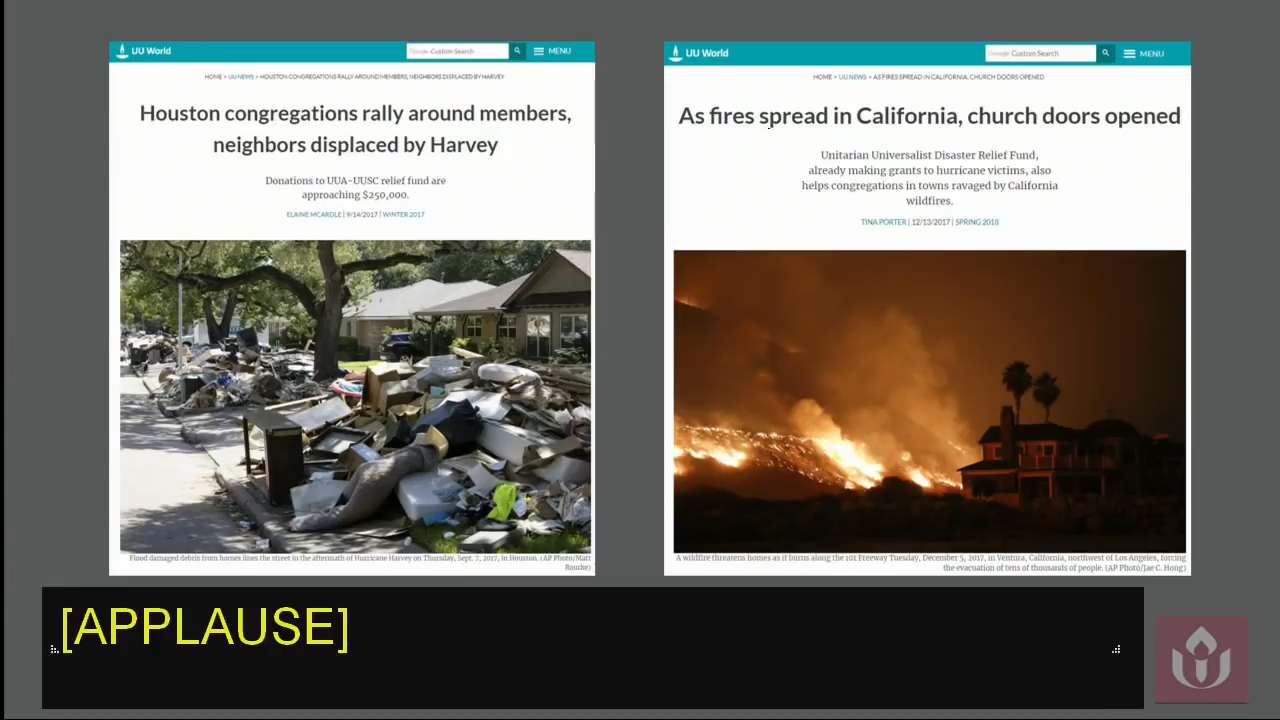 UU World
Google Custom Search
MENU
HOME > UU NEWS > HOUSTON CONGREGATIONS RALLY AROUND MEMBERS, NEIGHBORS DISPLACED BY HARVEY
Houston congregations rally around members,
neighbors displaced by Harvey
Donations to UUA-UUSC relief fund are
approaching $250,000.
ELAINE MCARDLE | 9/14/2017 | WINTER 2017
Flood damaged debris from homes lines the street in the aftermath of Hurricane Harvey on Thursday, Sept. 7, 2017, in Houston. (AP Photo/Matt
Rourke)
UU World
Google Custom Search
MENU
HOME > UU NEWS > AS FIRES SPREAD IN CALIFORNIA, CHURCH DOORS OPENED
As fires spread in California, church doors opened
Unitarian Universalist Disaster Relief Fund,
already making grants to hurricane victims, also
helps congregations in towns ravaged by California
wildfires.
TINA PORTER | 12/13/2017 | SPRING 2018
A wildfire threatens homes as it burns along the 101 Freeway Tuesday, December 5, 2017, in Ventura, California, northwest of Los Angeles, forcing
the evacuation of tens of thousands of people. (AP Photo/Jae C. Hong)
[APPLAUSE]